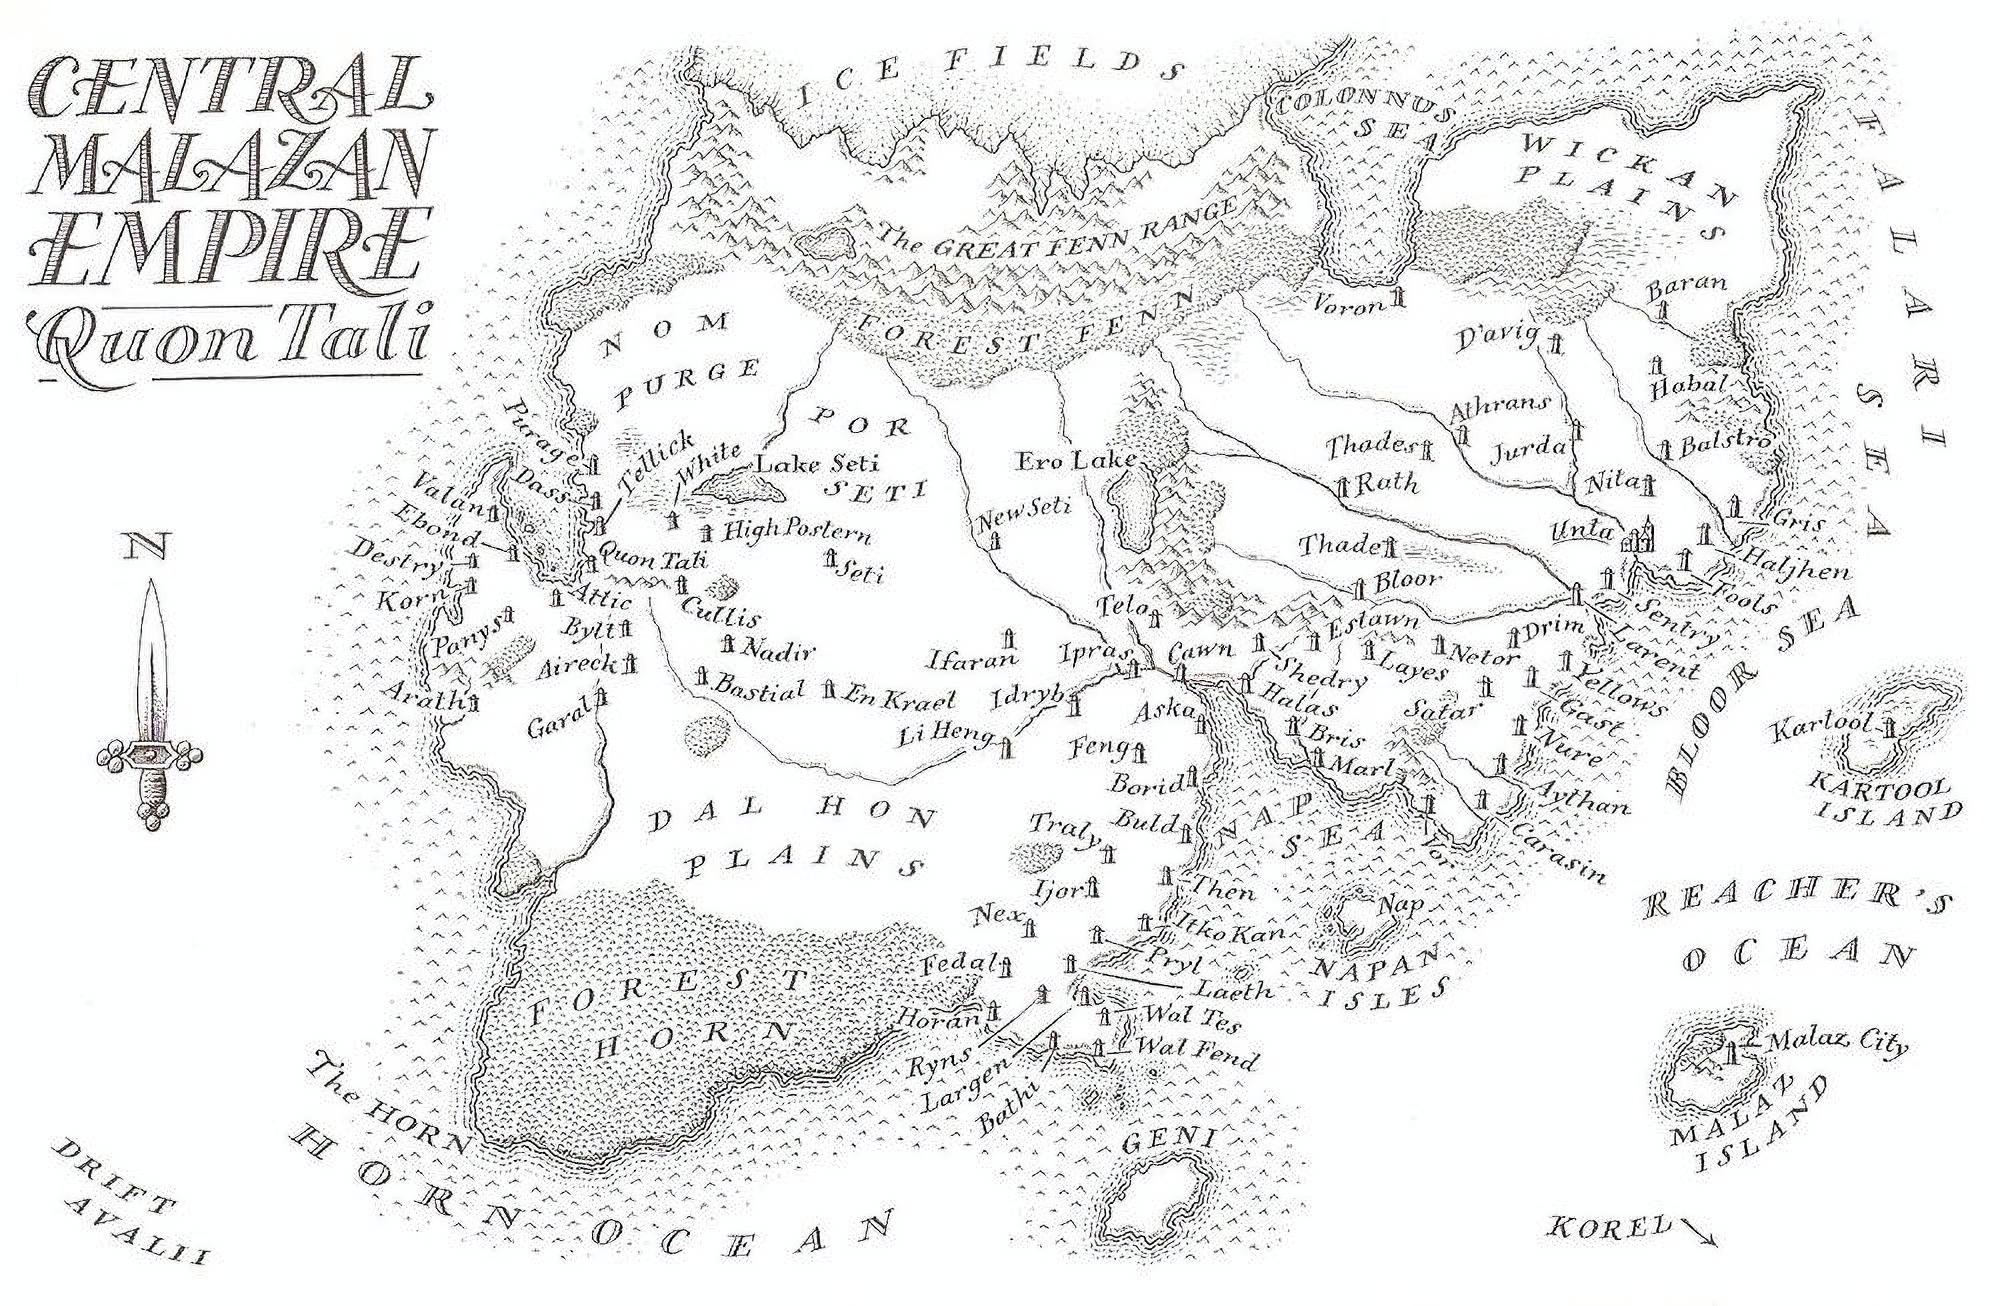 CENTRAL
MALAZAN
EMPIRE
Quon Tali
N
ICE FIELDS
COLONNUS
SEA
WICKAN
PLAINS
FALARI
SEA
The GREAT FENN RANGE
FOREST FENN
NOM
PURGE
POR
SETI
Voron
Baran
D'avig
Habal
Athrans
Thades
Jurda
Balstro
Rath
Nita
Purage
Tellick
White
Lake Seti
Ero Lake
Dass
Valan
Ebond
Destry
Korn
Ponys
Arath
Quon Tali
High Postern
Seti
New Seti
Attic
Cullis
Bylt
Nadir
Aireck
Bastial
En Krael
Garal
Ifaran
Ipras
Idryb
Li Heng
Telo
Cawn
Thade
Bloor
Unta
Gris
Haljhen
Fools
Sentry
Larent
Eslawn
Drim
Netor
Layes
Shedry
Halas
Yellows
Gast
Nure
Satar
Bris
Marl
Aska
Feng
Borid
Buld
Traly
Aythan
Carasin
Vor
BLOOR SEA
Kartool
KARTOOL
ISLAND
DAL HON
PLAINS
NAP
SEA
Ijor
Then
Nex
Itko Kan
Pryl
Laeth
Nap
NAPAN
ISLES
REACHER'S
OCEAN
Fedal
Horan
Ryns
Largen
Bathi
Wal Tes
Wal Fend
FOREST
HORN
The HORN
HORN OCEAN
GENI
Malaz City
MALAZ
ISLAND
DRIFT
AVALII
KOREL